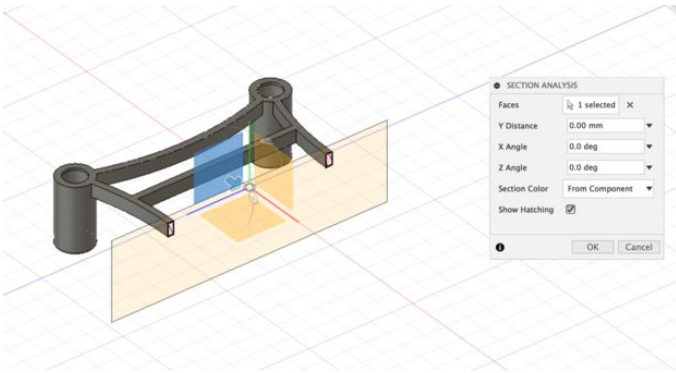 SECTION ANALYSIS
Faces 1 selected
Y Distance 0.00 mm
X Angle 0.0 deg
Z Angle 0.0 deg
Section Color From Component
Show Hatching
OK Cancel